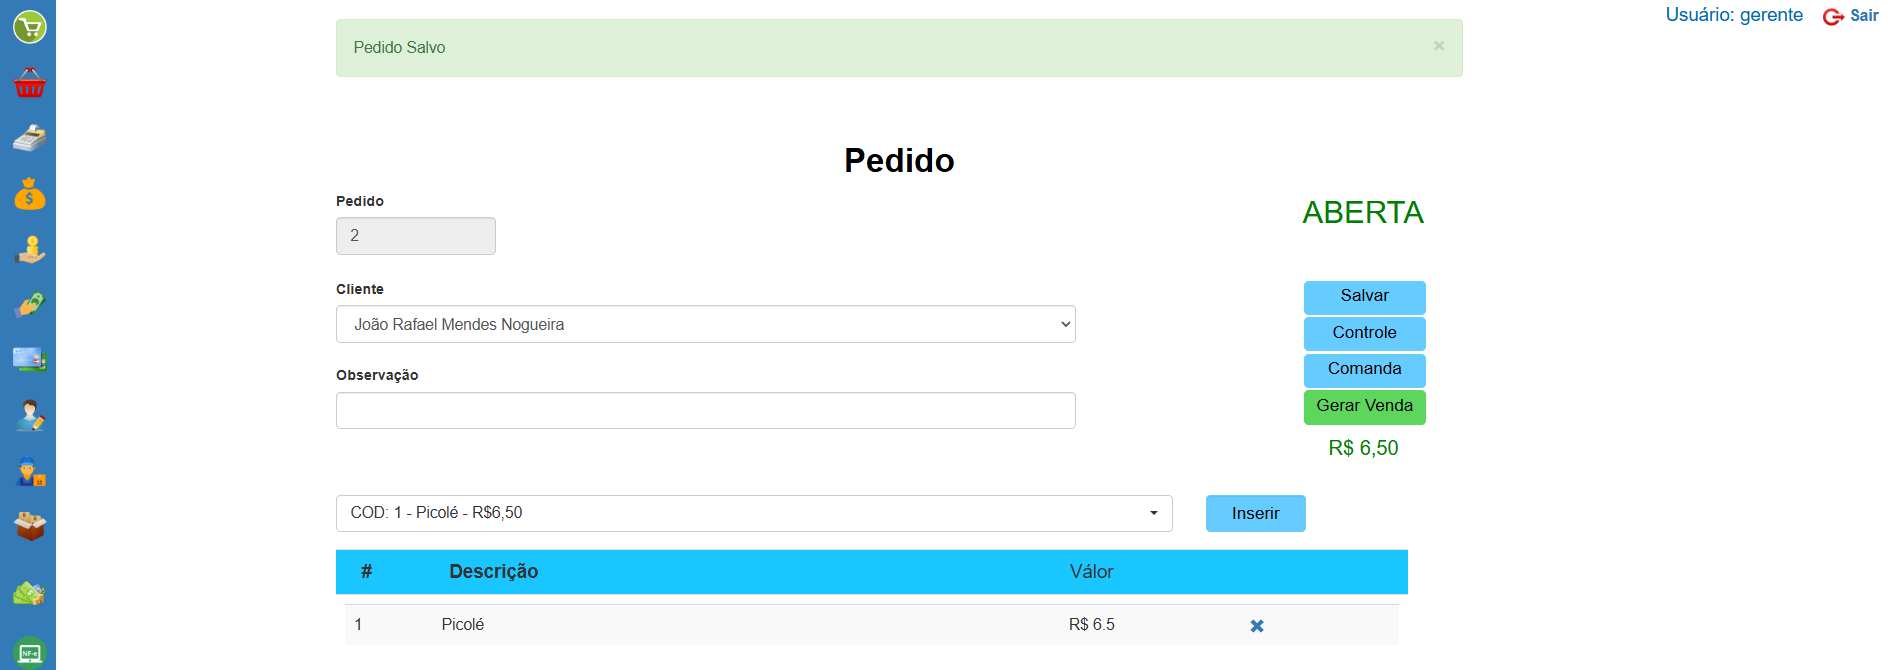 Usuário: gerente Sair
Pedido Salvo ×
Pedido
Pedido
ABERTA
2
Cliente
João Rafael Mendes Nogueira
Observação
Salvar
Controle
Comanda
Gerar Venda
R$ 6,50
COD: 1 - Picolé - R$6,50
Inserir
# Descrição Válor
1 Picolé R$ 6.5
NF-e